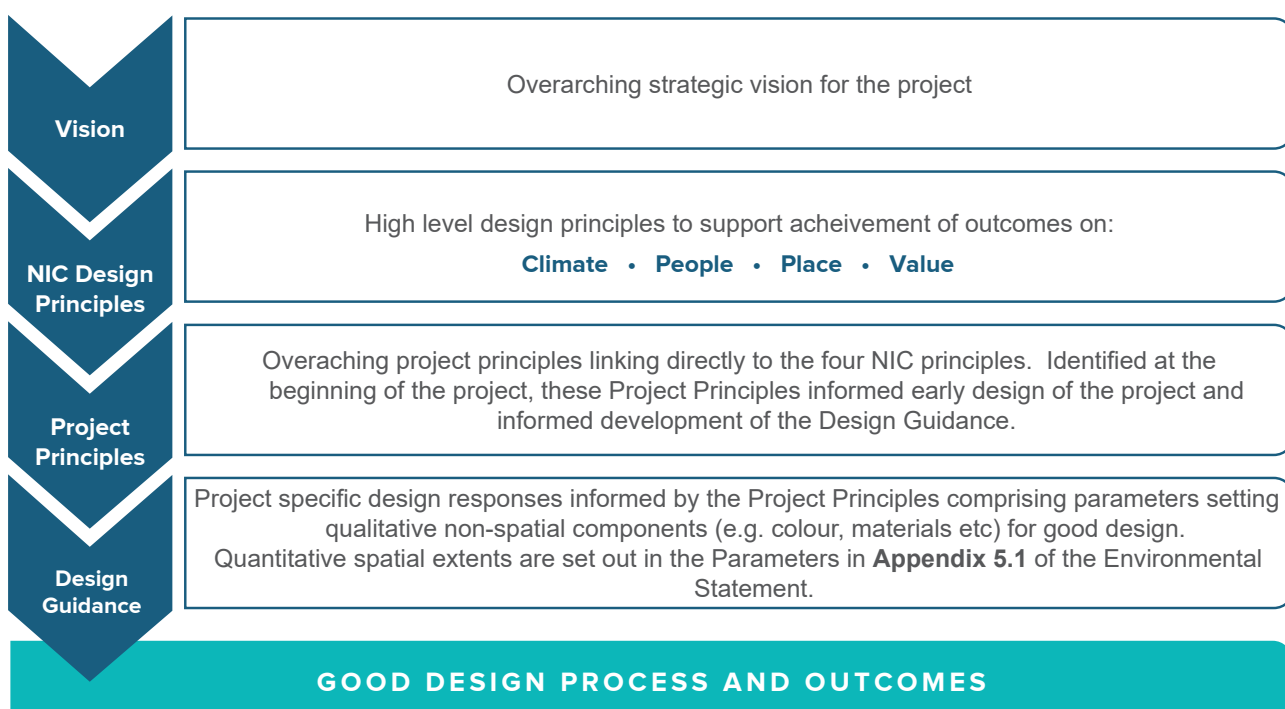 Vision
Overarching strategic vision for the project
NIC Design
Principles
High level design principles to support acheivement of outcomes on:
Climate • People • Place • Value
Project
Principles
Overaching project principles linking directly to the four NIC principles. Identified at the
beginning of the project, these Project Principles informed early design of the project and
informed development of the Design Guidance.
Design
Guidance
Project specific design responses informed by the Project Principles comprising parameters setting
qualitative non-spatial components (e.g. colour, materials etc) for good design.
Quantitative spatial extents are set out in the Parameters in Appendix 5.1 of the Environmental
Statement.
GOOD DESIGN PROCESS AND OUTCOMES